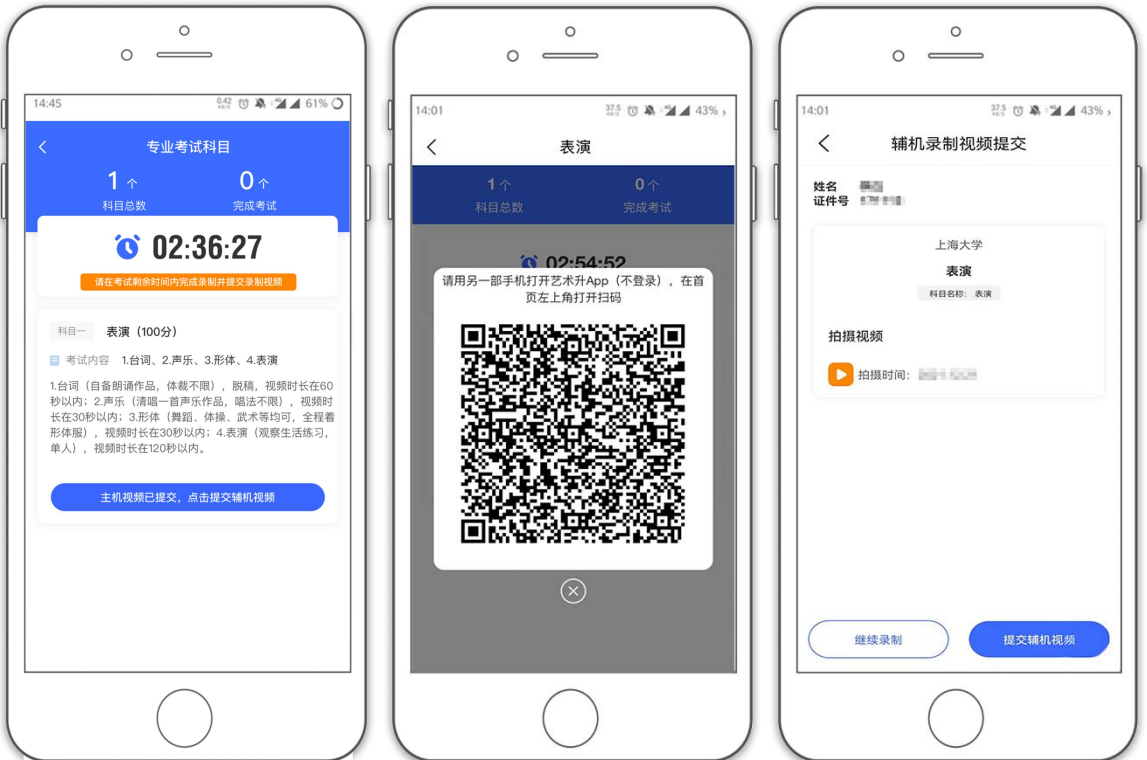 14:45
0.42
KB/S
4G
61%
专业考试科目
1 个
0 个
科目总数
完成考试
02:36:27
请在考试剩余时间内完成录制并提交录制视频
科目一
表演（100分）
考试内容
1.台词、2.声乐、3.形体、4.表演
1.台词（自备朗诵作品，体裁不限），脱稿，视频时长在60
秒以内；2.声乐（清唱一首声乐作品，唱法不限），视频时
长在30秒以内；3.形体（舞蹈、体操、武术等均可，全程着
形体服），视频时长在30秒以内；4.表演（观察生活练习，
单人），视频时长在120秒以内。
主机视频已提交，点击提交辅机视频
14:01
37.5
KB/S
4G
43%
表演
1 个
0 个
科目总数
完成考试
02:54:52
请用另一部手机打开艺术升App（不登录），在首
页左上角打开扫码
14:01
37.5
KB/S
4G
43%
辅机录制视频提交
姓名
证件号
上海大学
表演
科目名称： 表演
拍摄视频
拍摄时间：
继续录制
提交辅机视频